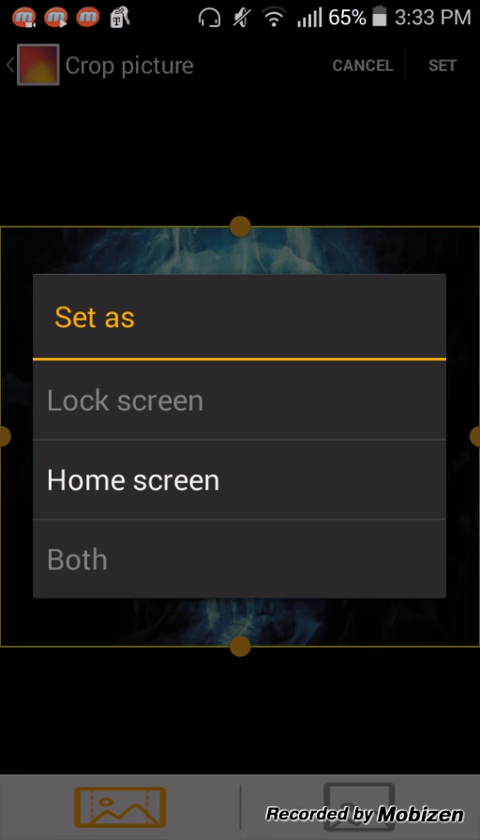 65% 3:33 PM
Crop picture CANCEL SET
Set as
Lock screen
Home screen
Both
Recorded by Mobizen